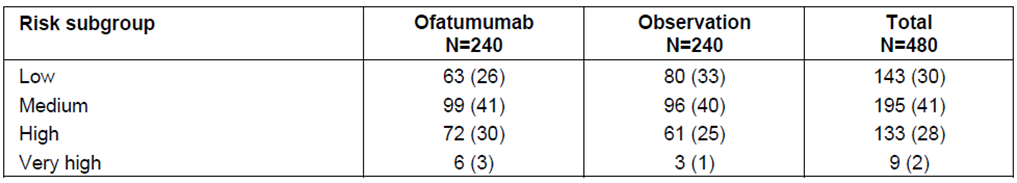 Risk subgroup Ofatumumab Observation Total
N=240 N=240 N=480
Low 63 (26) 80 (33) 143 (30)
Medium 99 (41) 96 (40) 195 (41)
High 72 (30) 61 (25) 133 (28)
Very high 6 (3) 3 (1) 9 (2)